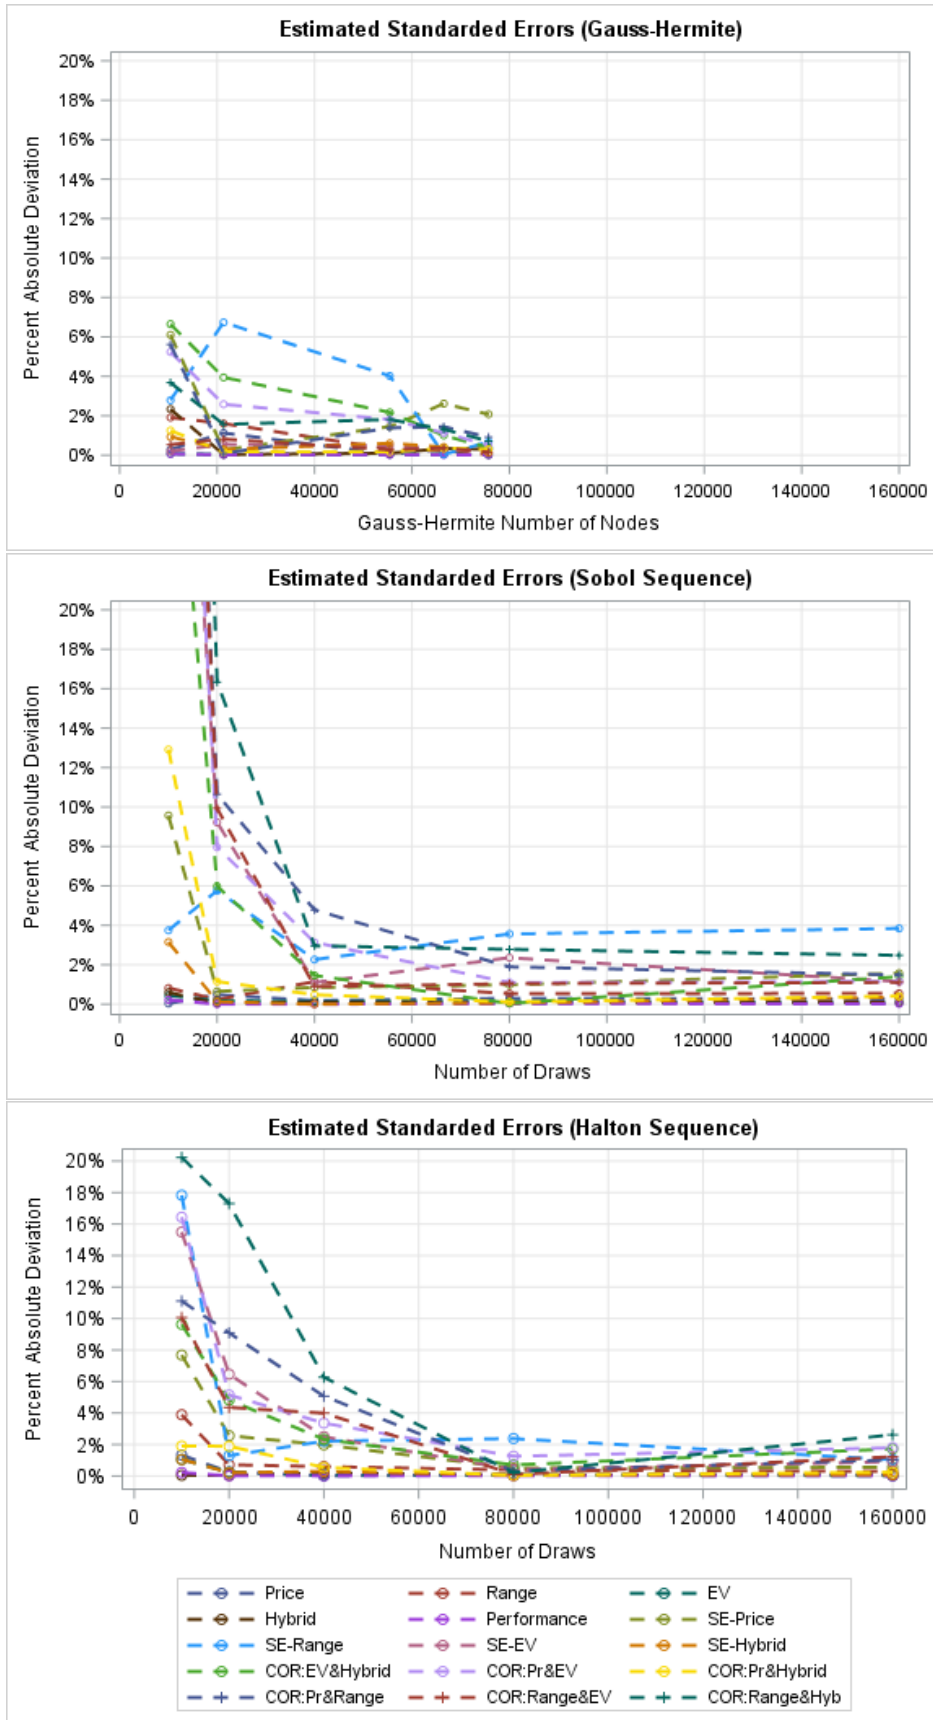 Estimated Standarded Errors (Gauss-Hermite)
20%
18%
16%
14%
12%
10%
8%
6%
4%
2%
0%
Percent Absolute Deviation
0 20000 40000 60000 80000 100000 120000 140000 160000
Gauss-Hermite Number of Nodes
Estimated Standarded Errors (Sobol Sequence)
20%
18%
16%
14%
12%
10%
8%
6%
4%
2%
0%
Percent Absolute Deviation
0 20000 40000 60000 80000 100000 120000 140000 160000
Number of Draws
Estimated Standarded Errors (Halton Sequence)
20%
18%
16%
14%
12%
10%
8%
6%
4%
2%
0%
Percent Absolute Deviation
0 20000 40000 60000 80000 100000 120000 140000 160000
Number of Draws
Price Range EV
Hybrid Performance SE-Price
SE-Range SE-EV SE-Hybrid
COR:EV&Hybrid COR:Pr&EV COR:Pr&Hybrid
COR:Pr&Range COR:Range&EV COR:Range&Hyb